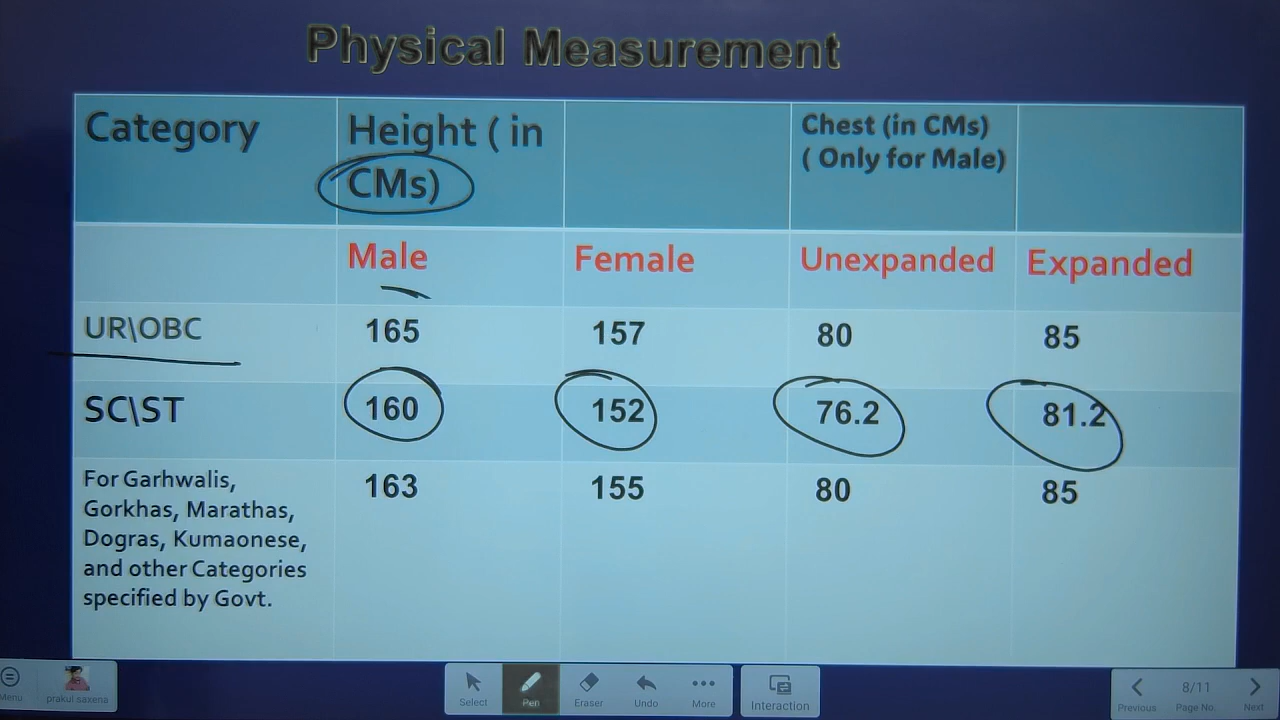 Physical Measurement
Category
Height ( in
CMs)
Chest (in CMs)
( Only for Male)
Male
Female
Unexpanded
Expanded
UR\OBC
165
157
80
85
SC\ST
160
152
76.2
81.2
For Garhwalis,
Gorkhas, Marathas,
Dogras, Kumaonese,
and other Categories
specified by Govt.
163
155
80
85
Menu
prakul saxena
Select
Pen
Eraser
Undo
More
Interaction
Previous
8/11
Page No.
Next